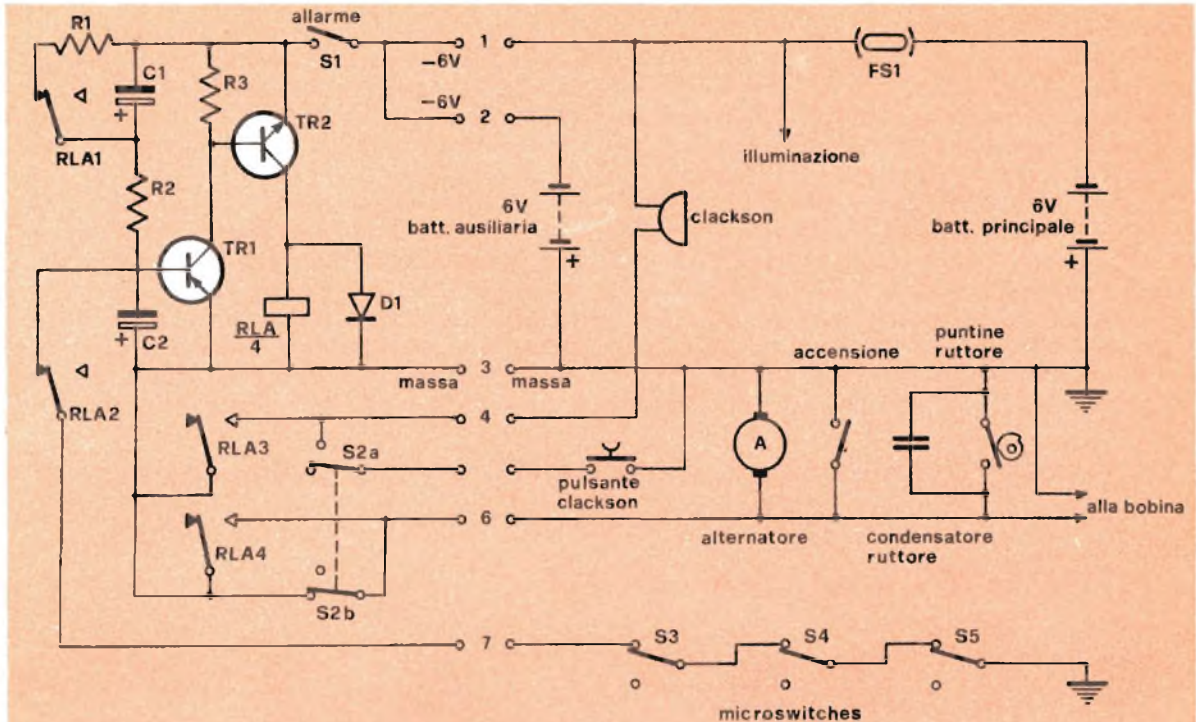 R1
allarme
S1
1
-6V
FS1
C1
+
R3
TR2
-6V
2
illuminazione
RLA1
R2
6V
batt. ausiliaria
+
clackson
6V
batt. principale
+
TR1
C2
+
RLA
4
D1
massa
3
massa
accensione
puntine
ruttore
RLA2
4
RLA3
S2a
A
pulsante
clackson
alla bobina
RLA4
6
alternatore
condensatore
ruttore
S2b
7
S3
S4
S5
microswitches